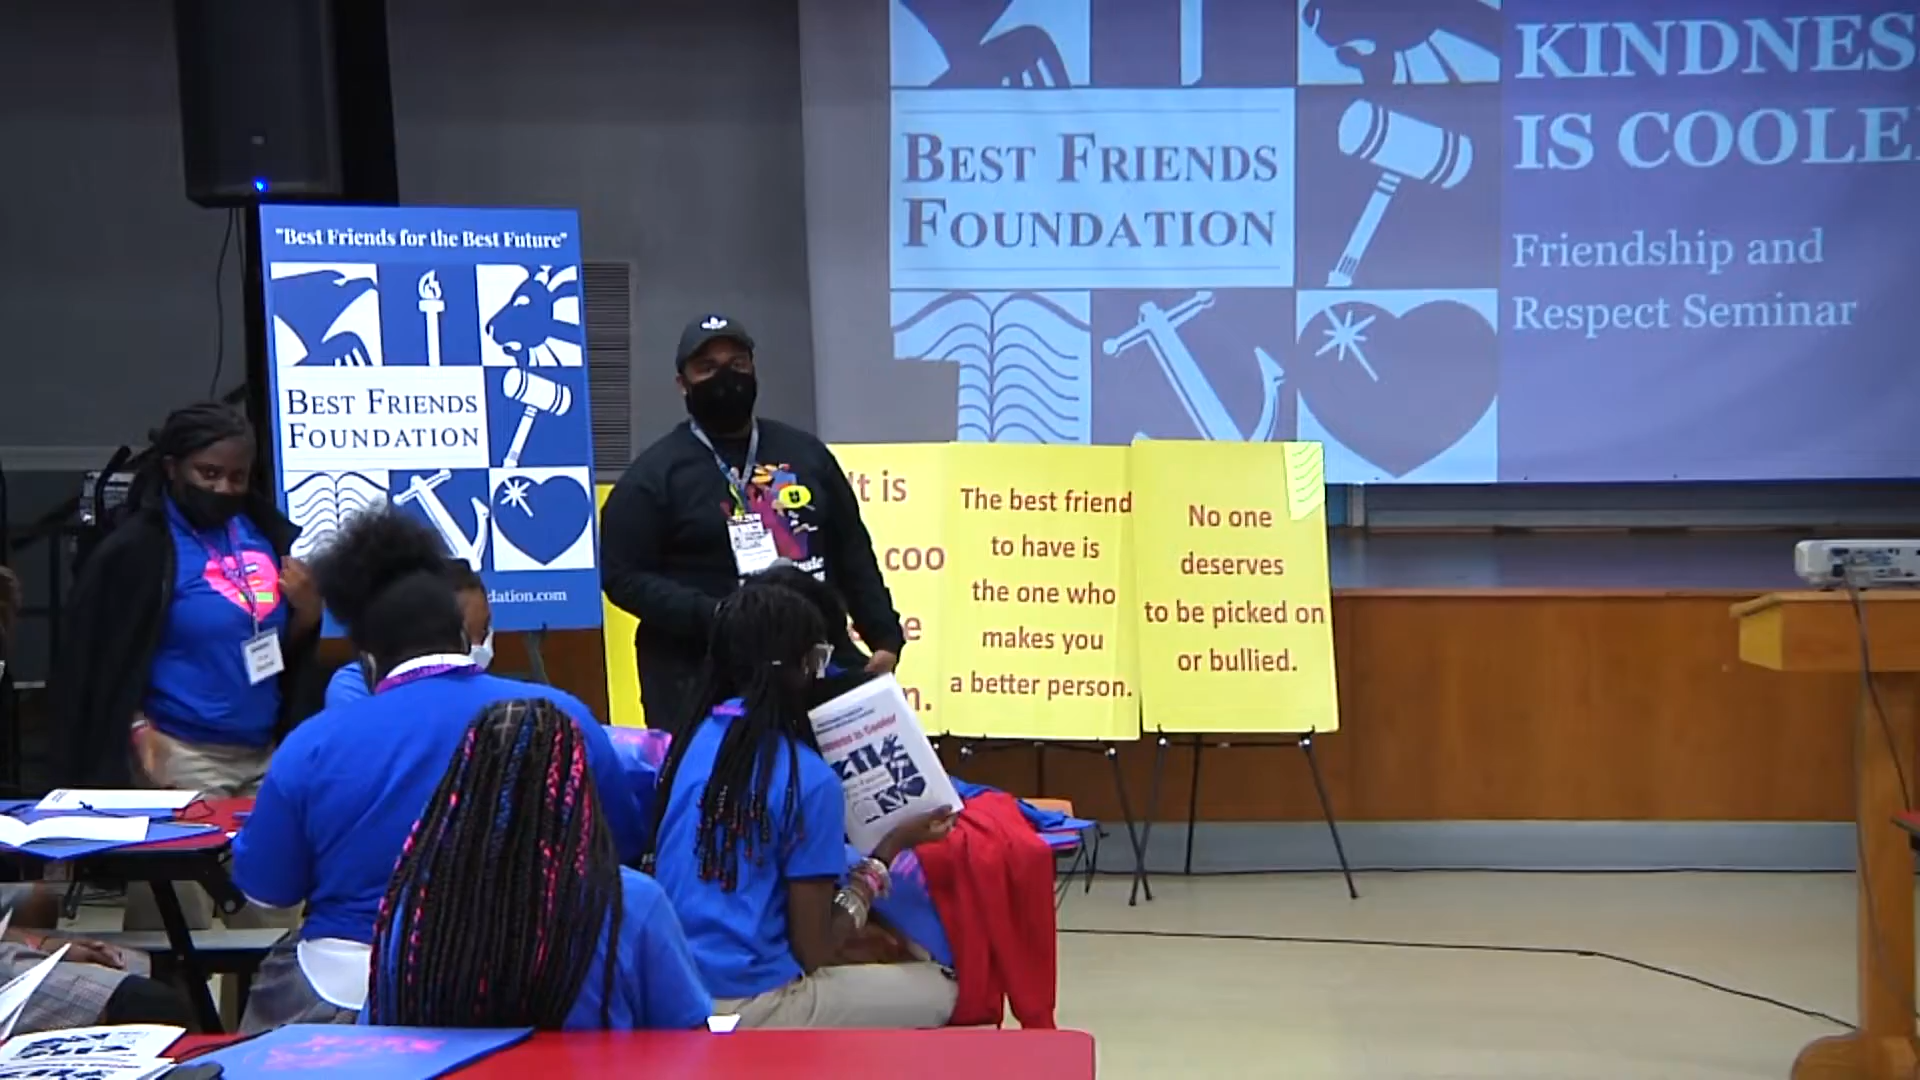 KINDNES
IS COOLE
BEST FRIENDS
FOUNDATION
Friendship and
Respect Seminar
"Best Friends for the Best Future"
BEST FRIENDS
FOUNDATION
dation.com
It is
coo
e
n.
The best friend
to have is
the one who
makes you
a better person.
No one
deserves
to be picked on
or bullied.